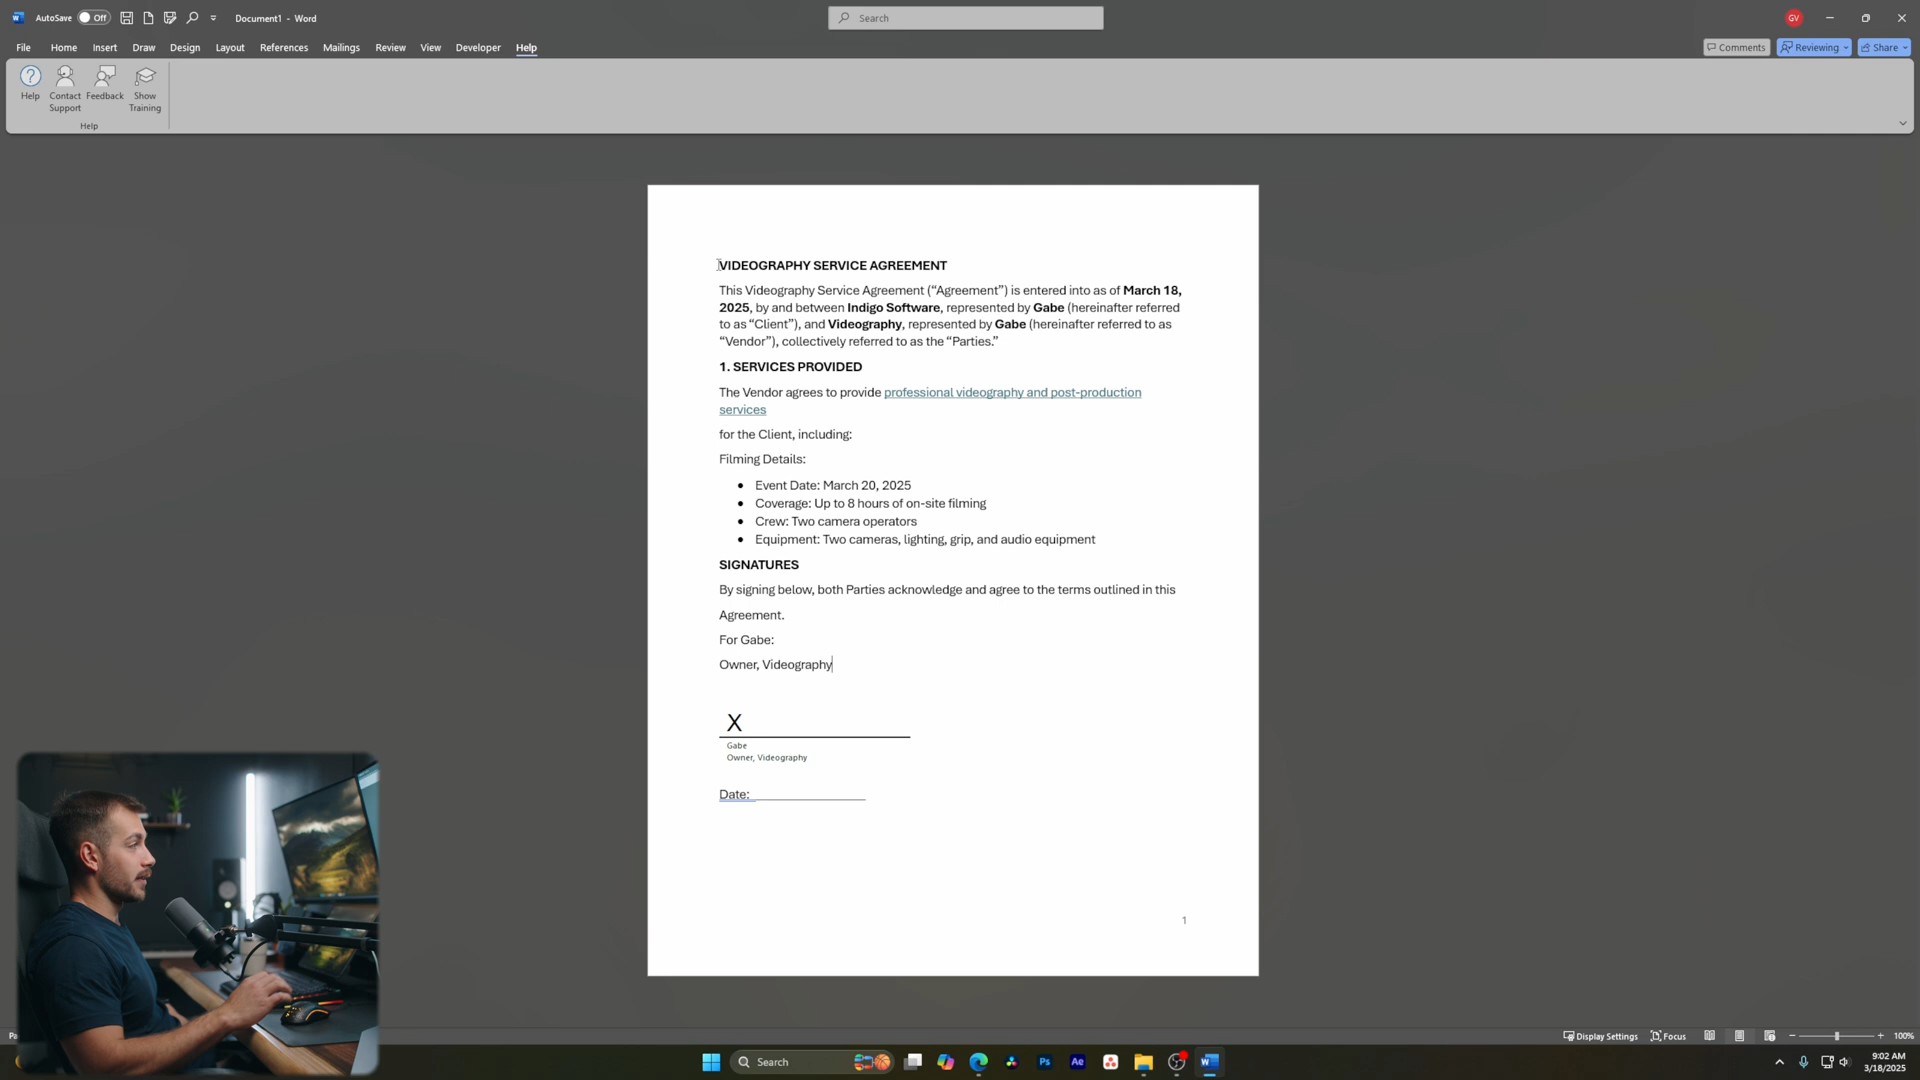 AutoSave Off Document1 - Word Search GV
File Home Insert Draw Design Layout References Mailings Review View Developer Help Comments Reviewing Share
Help Contact Support Feedback Show Training
Help
VIDEOGRAPHY SERVICE AGREEMENT
This Videography Service Agreement (“Agreement”) is entered into as of March 18,
2025, by and between Indigo Software, represented by Gabe (hereinafter referred
to as “Client”), and Videography, represented by Gabe (hereinafter referred to as
“Vendor”), collectively referred to as the “Parties.”
1. SERVICES PROVIDED
The Vendor agrees to provide professional videography and post-production
services
for the Client, including:
Filming Details:
• Event Date: March 20, 2025
• Coverage: Up to 8 hours of on-site filming
• Crew: Two camera operators
• Equipment: Two cameras, lighting, grip, and audio equipment
SIGNATURES
By signing below, both Parties acknowledge and agree to the terms outlined in this
Agreement.
For Gabe:
Owner, Videography
X
Gabe
Owner, Videography
Date: ____________________
1
Display Settings Focus 100%
Search Ps Ae
9:02 AM
3/18/2025